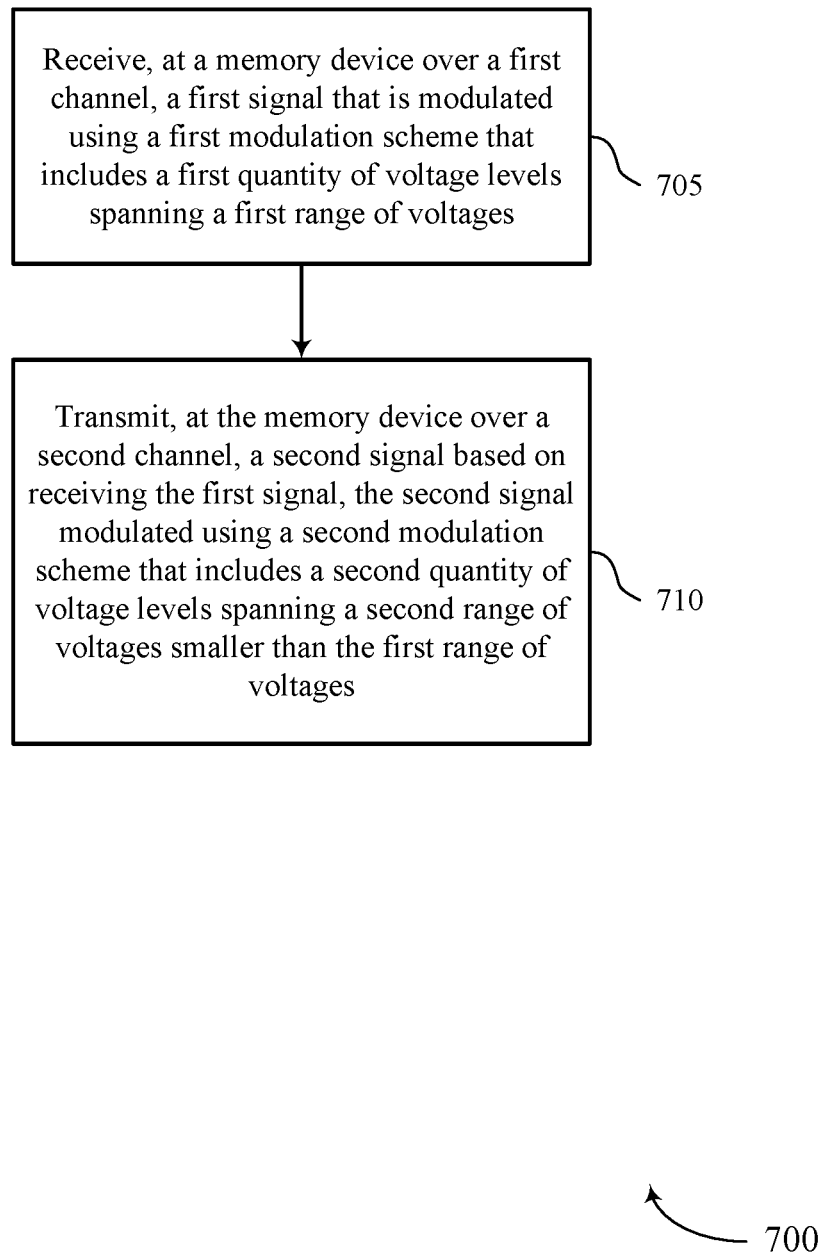 Receive, at a memory device over a first
channel, a first signal that is modulated
using a first modulation scheme that
includes a first quantity of voltage levels
spanning a first range of voltages
705
Transmit, at the memory device over a
second channel, a second signal based on
receiving the first signal, the second signal
modulated using a second modulation
scheme that includes a second quantity of
voltage levels spanning a second range of
voltages smaller than the first range of
voltages
710
700